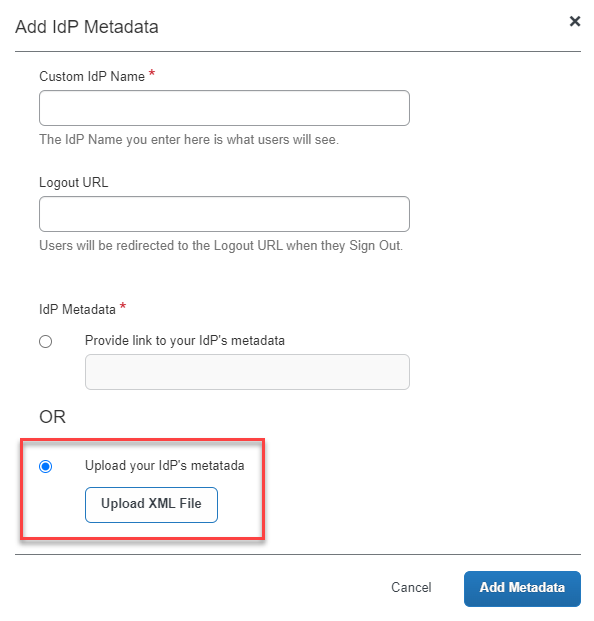 Add IdP Metadata
×
Custom IdP Name *
The IdP Name you enter here is what users will see.
Logout URL
Users will be redirected to the Logout URL when they Sign Out.
IdP Metadata *
Provide link to your IdP's metadata
OR
Upload your IdP's metatada
Upload XML File
Cancel
Add Metadata